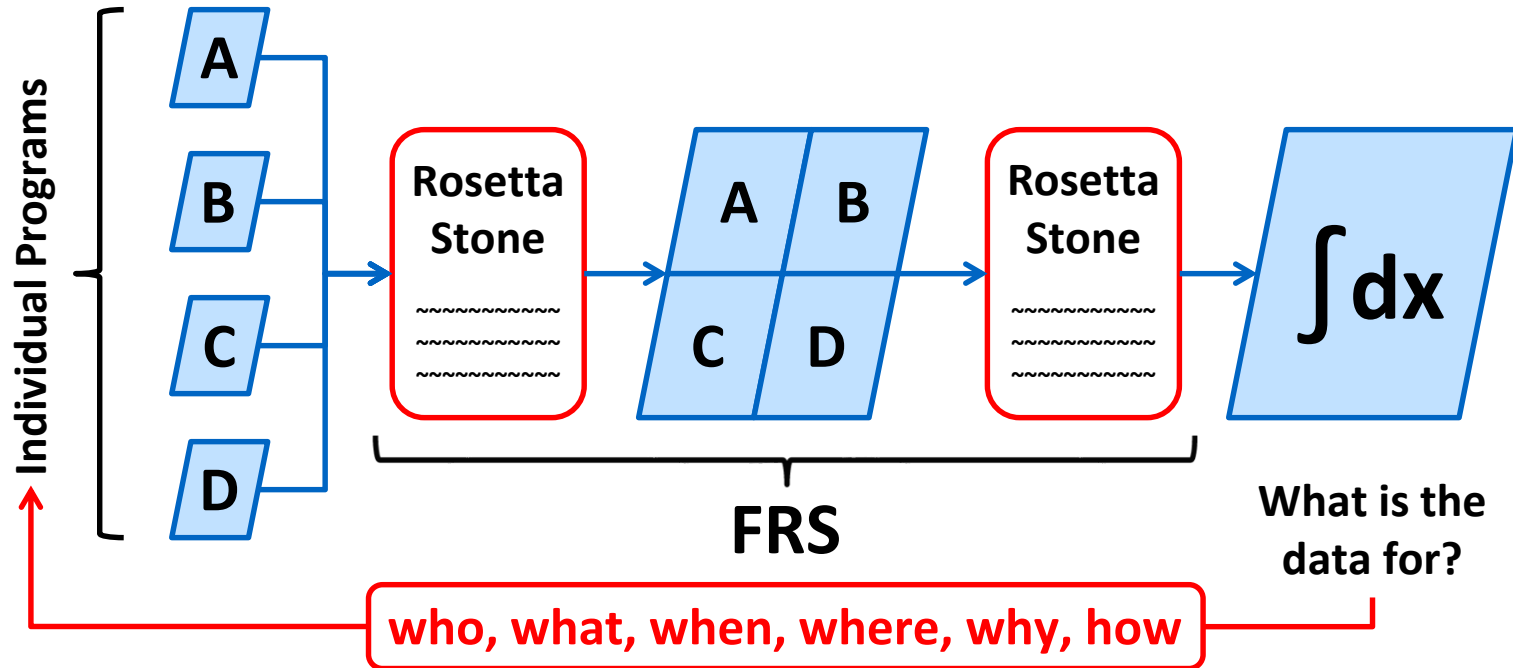 Individual Programs
A
B
C
D
Rosetta
Stone
~~~~~~~~~~~
~~~~~~~~~~~
~~~~~~~~~~~
A B
C D
Rosetta
Stone
~~~~~~~~~~~
~~~~~~~~~~~
~~~~~~~~~~~
∫dx
FRS
What is the
data for?
who, what, when, where, why, how